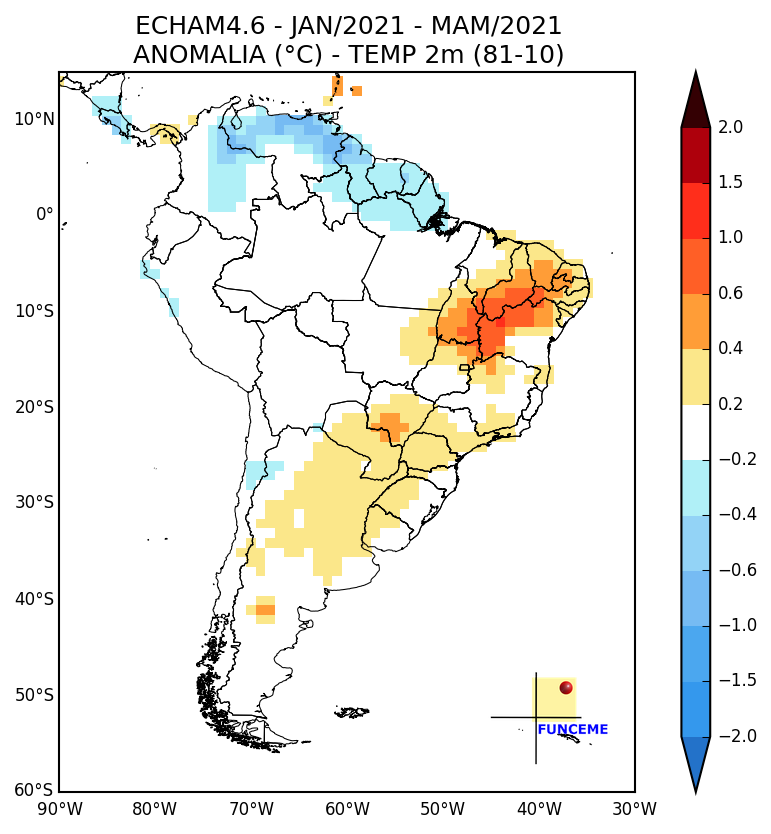 ECHAM4.6 - JAN/2021 - MAM/2021
ANOMALIA (°C) - TEMP 2m (81-10)
10°N
0°
10°S
20°S
30°S
40°S
50°S
60°S
90°W 80°W 70°W 60°W 50°W 40°W 30°W
2.0
1.5
1.0
0.6
0.4
0.2
−0.2
−0.4
−0.6
−1.0
−1.5
−2.0
FUNCEME